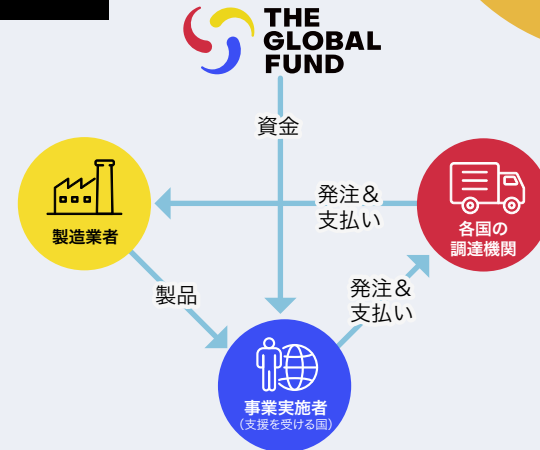 THE
GLOBAL
FUND
資金
発注&
支払い
製造業者
各国の
調達機関
製品
発注&
支払い
事業実施者
(支援を受ける国)